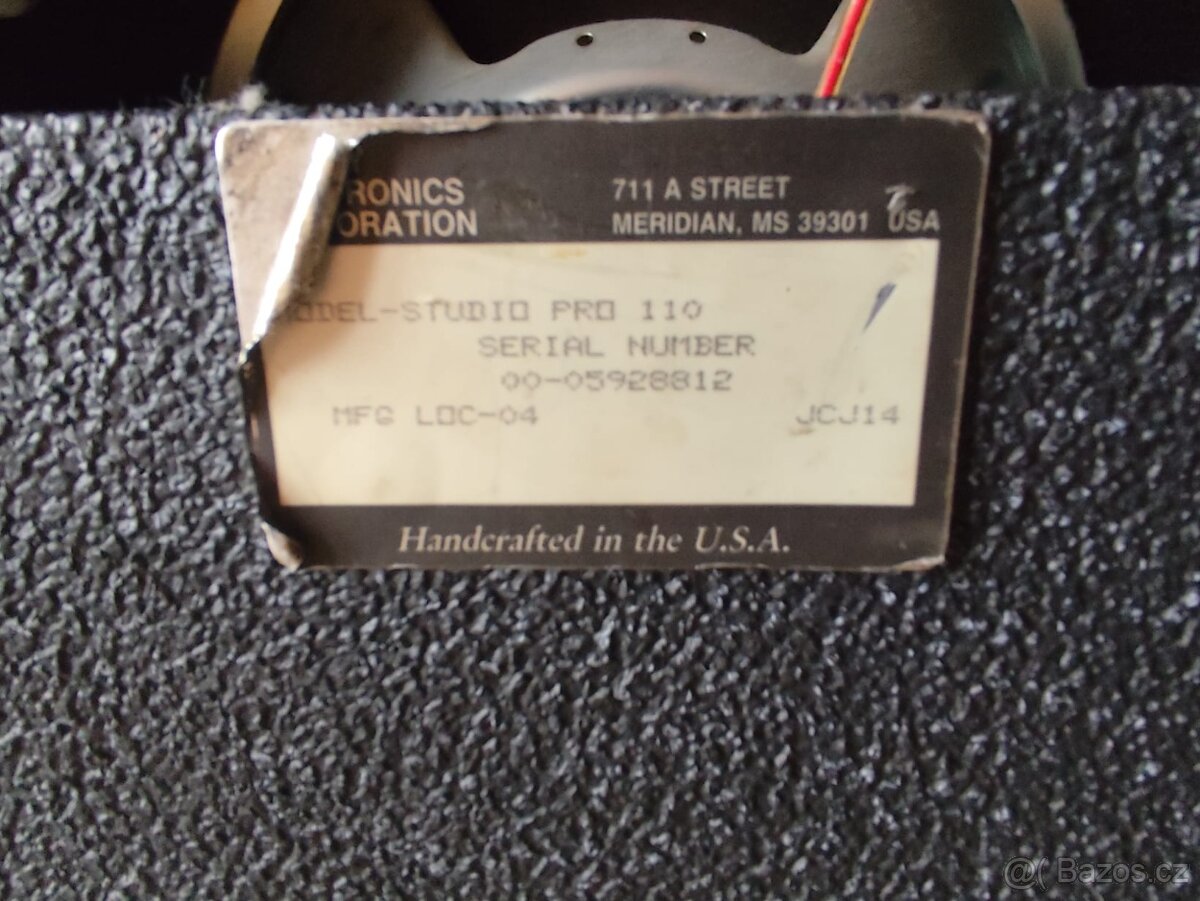 RONICS
ORATION
711 A STREET
MERIDIAN, MS 39301 USA
MODEL-STUDIO PRO 110
SERIAL NUMBER
00-05928812
MFG LOC-04 JCJ14
Handcrafted in the U.S.A.
@( Bazos.cz